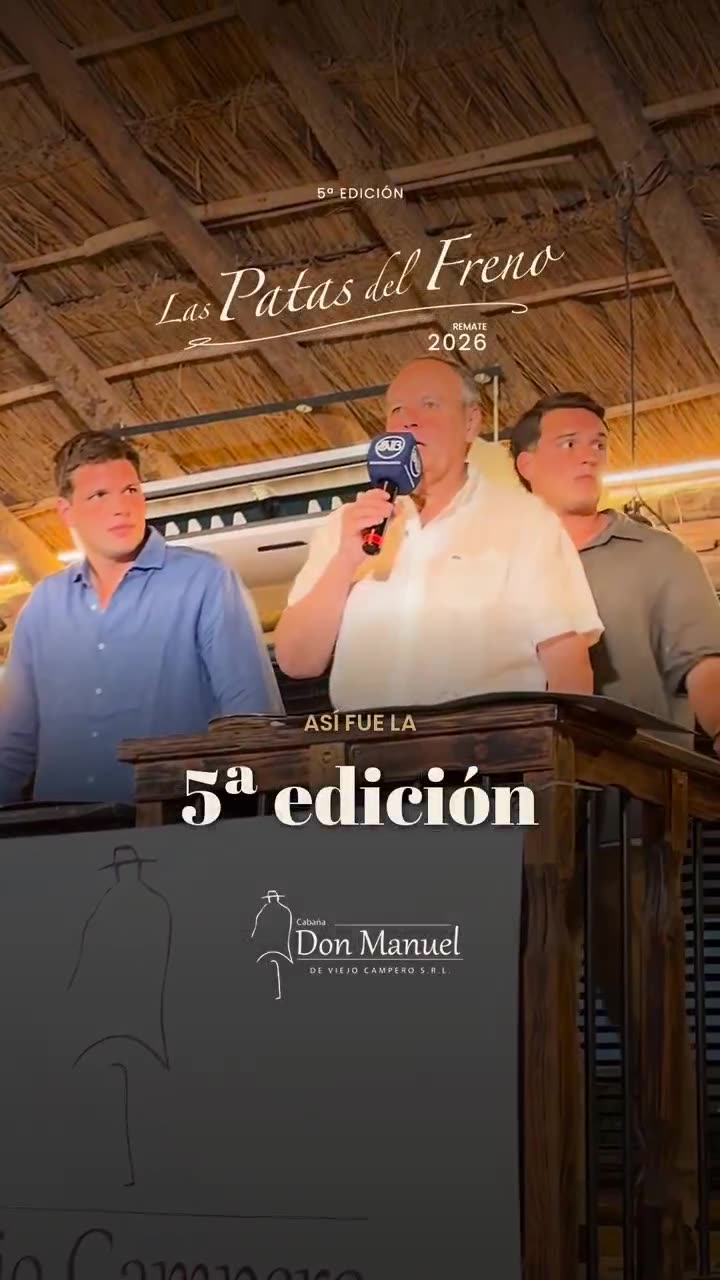 5ª EDICIÓN
Las Patas del Freno
REMATE
2026
ASÍ FUE LA
5ª edición
Cabaña
Don Manuel
DE VIEJO CAMPERO S.R.L.
Campero